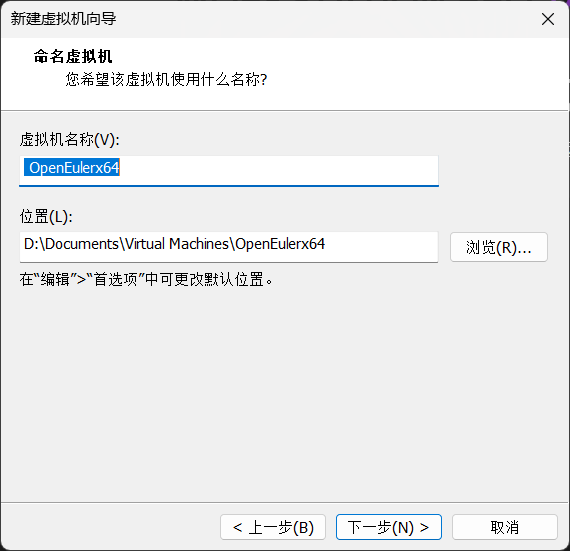 新建虚拟机向导
命名虚拟机
您希望该虚拟机使用什么名称?
虚拟机名称(V):
OpenEulerx64
位置(L):
D:\Documents\Virtual Machines\OpenEulerx64
浏览(R)...
在“编辑”>“首选项”中可更改默认位置。
< 上一步(B)
下一步(N) >
取消